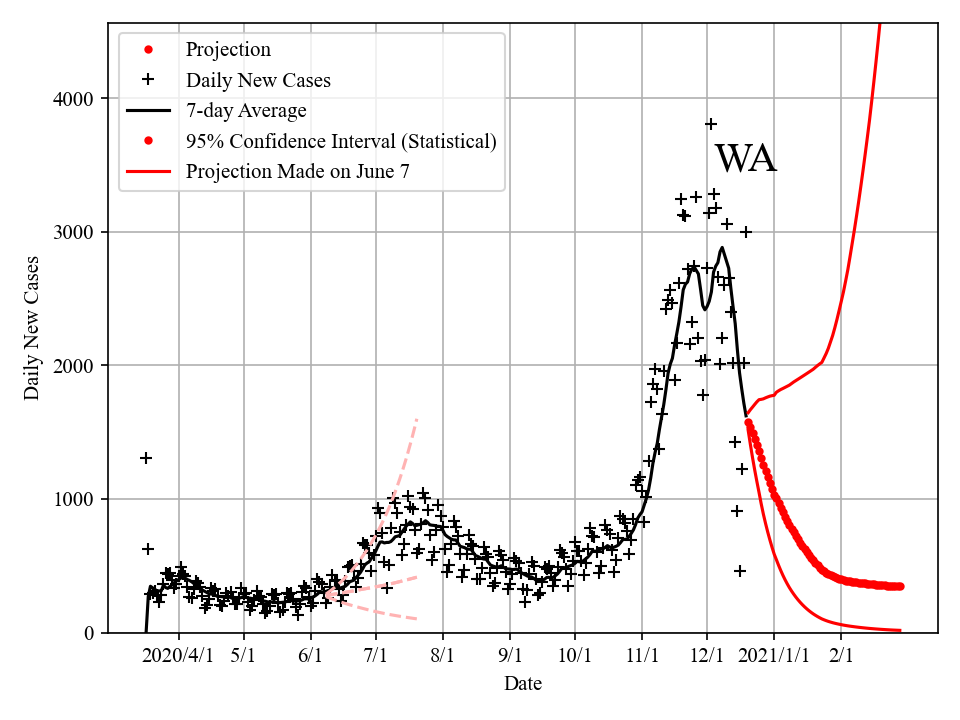 Projection
Daily New Cases
7-day Average
95% Confidence Interval (Statistical)
Projection Made on June 7
WA
4000
3000
2000
1000
0
Daily New Cases
2020/4/1 5/1 6/1 7/1 8/1 9/1 10/1 11/1 12/1 2021/1/1 2/1
Date